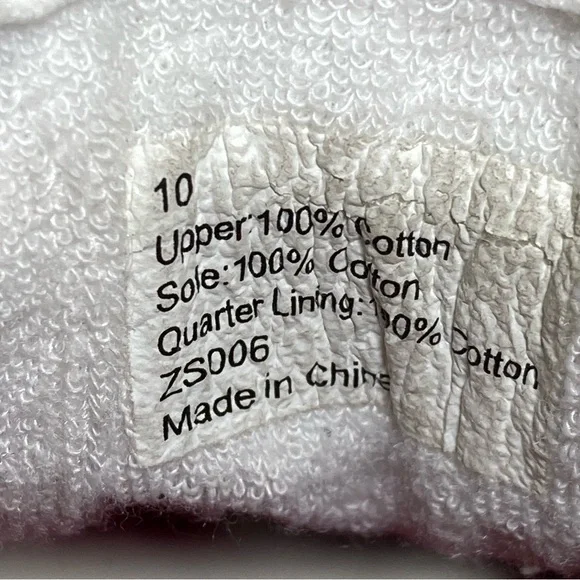 10
Upper:100% Cotton
Sole:100% Cotton
Quarter Lining:100% Cotton
ZS006
Made in China